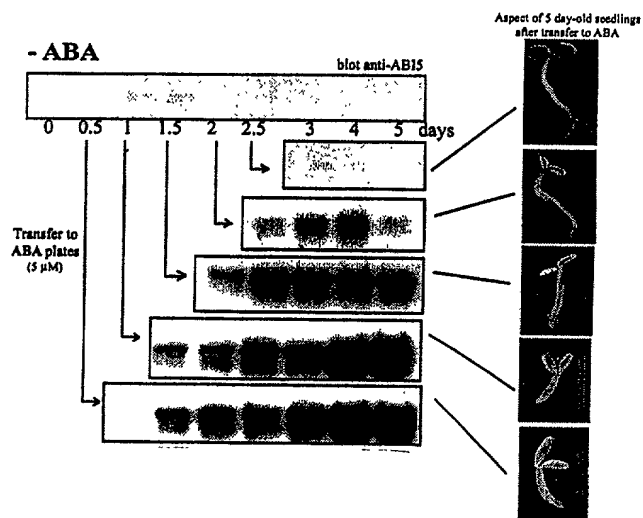 Aspect of 5 day-old seedlings
after transfer to ABA
- ABA
blot anti-ABI5
0 0.5 1 1.5 2 2.5 3 4 5 days
Transfer to
ABA plates
(5 µM)